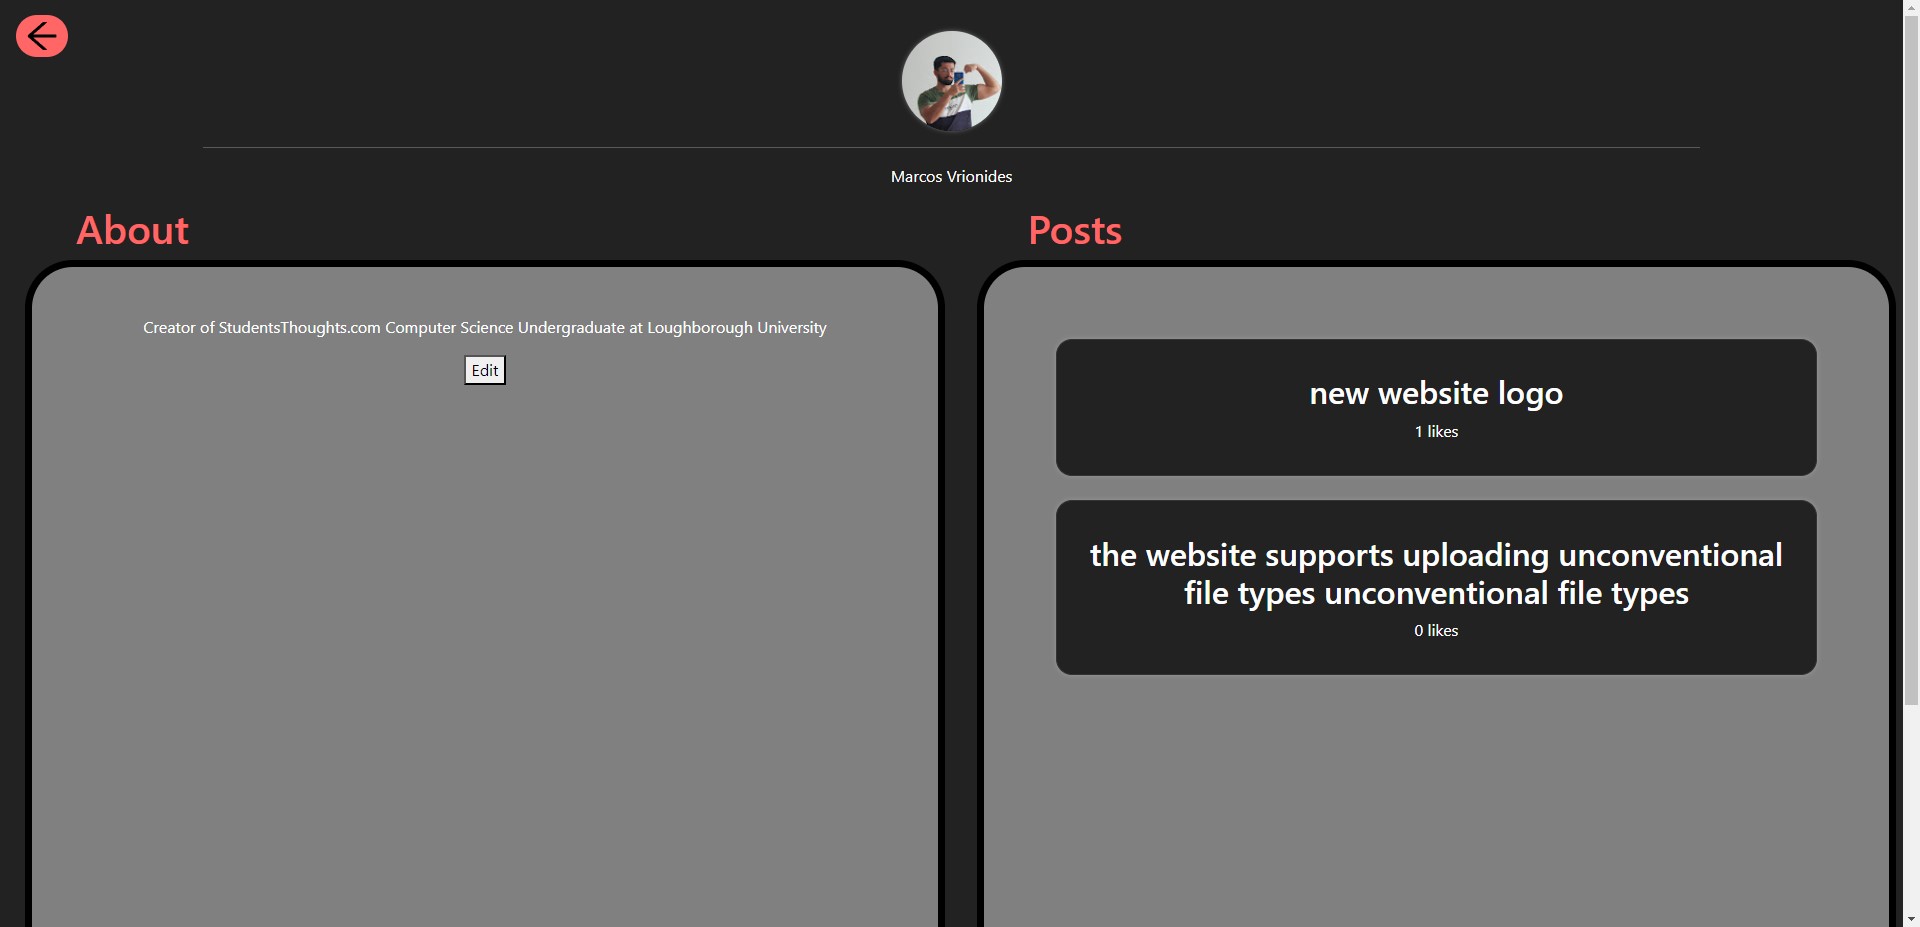 Marcos Vrionides
About
Posts
Creator of StudentsThoughts.com Computer Science Undergraduate at Loughborough University
Edit
new website logo
1 likes
the website supports uploading unconventional
file types unconventional file types
0 likes